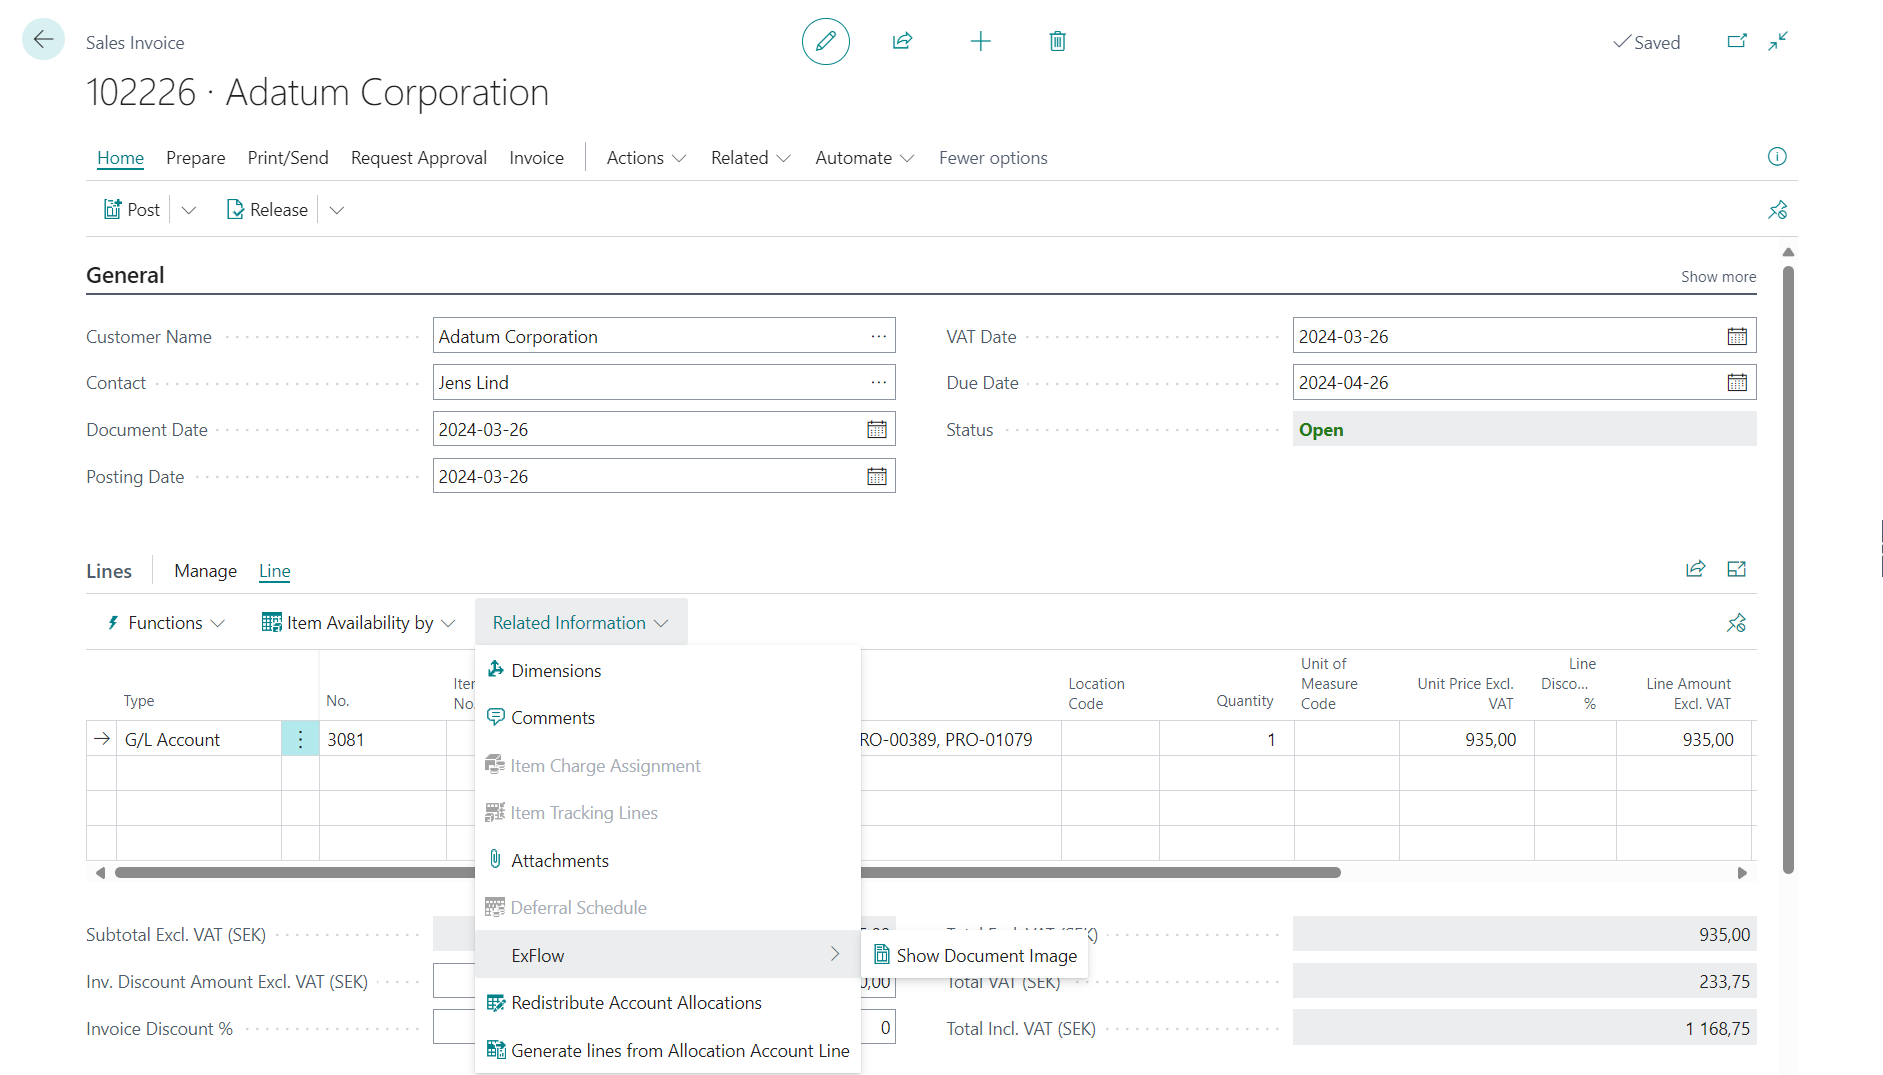 Sales Invoice
Saved
102226 · Adatum Corporation
Home Prepare Print/Send Request Approval Invoice Actions Related Automate Fewer options
Post Release
General
Show more
Customer Name Adatum Corporation
VAT Date 2024-03-26
Contact Jens Lind
Due Date 2024-04-26
Document Date 2024-03-26
Status Open
Posting Date 2024-03-26
Lines Manage Line
Functions Item Availability by Related Information
Type
No.
No.
Location
Code
Quantity
Unit of
Measure
Code
Unit Price Excl.
VAT
Line
Disco...
%
Line Amount
Excl. VAT
G/L Account 3081 RO-00389, PRO-01079 1 935,00 935,00
Dimensions
Comments
Item Charge Assignment
Item Tracking Lines
Attachments
Deferral Schedule
ExFlow
Show Document Image
Redistribute Account Allocations
Generate lines from Allocation Account Line
Subtotal Excl. VAT (SEK)
935,00
Inv. Discount Amount Excl. VAT (SEK)
Total VAT (SEK) 233,75
Invoice Discount % 0
Total Incl. VAT (SEK) 1 168,75